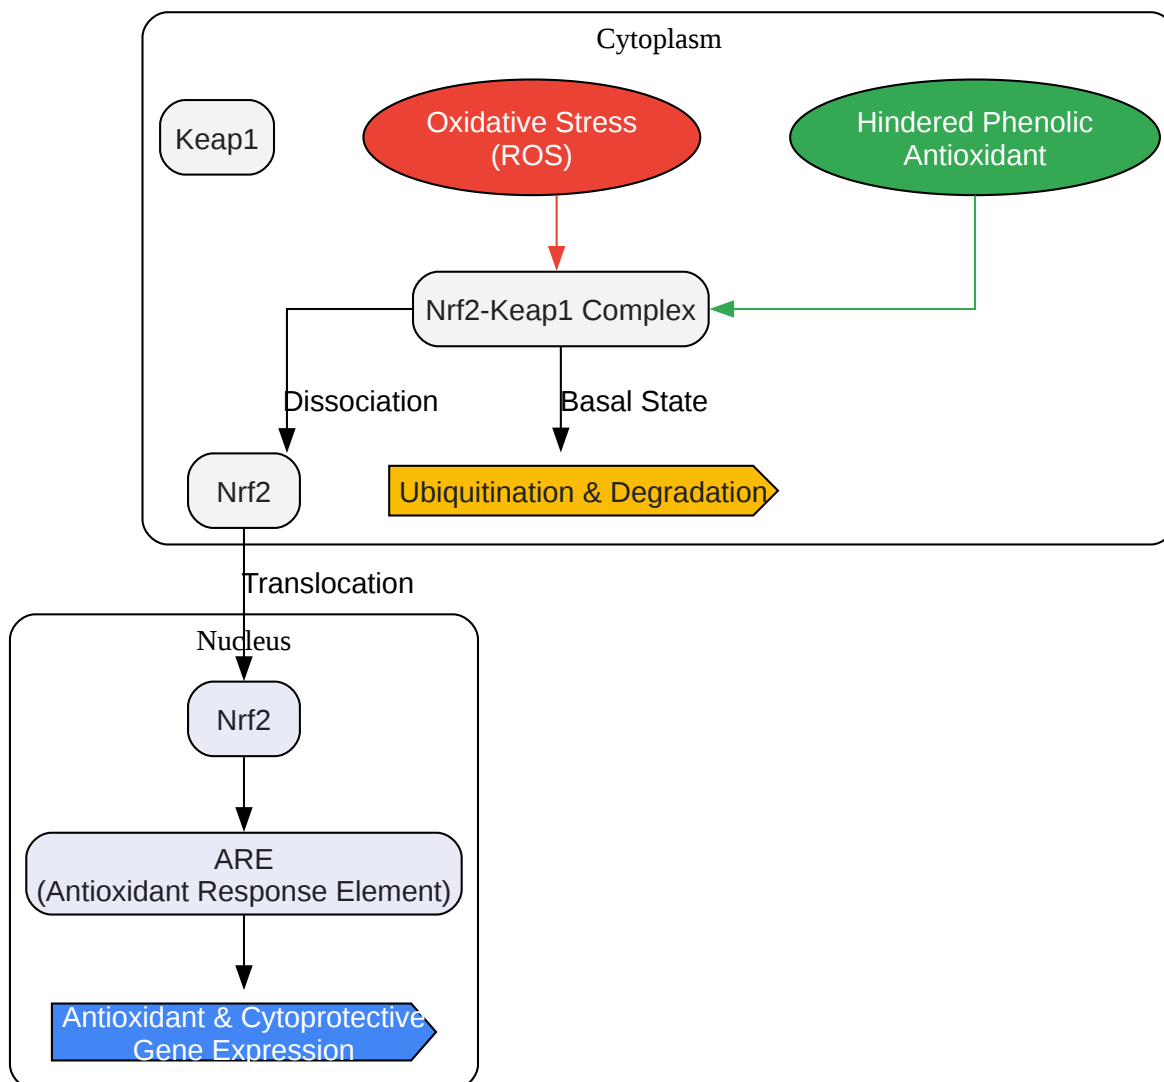 Cytoplasm
Keap1
Oxidative Stress
(ROS)
Hindered Phenolic
Antioxidant
Nrf2-Keap1 Complex
Dissociation
Basal State
Nrf2
Ubiquitination & Degradation
Translocation
Nucleus
Nrf2
ARE
(Antioxidant Response Element)
Antioxidant & Cytoprotective
Gene Expression